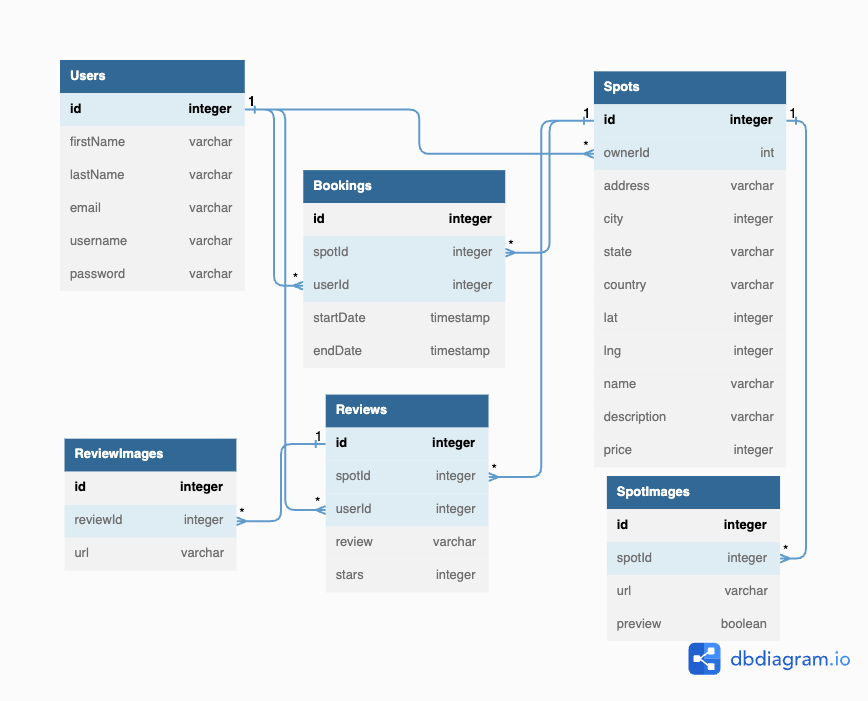 Users
id integer
firstName varchar
lastName varchar
email varchar
username varchar
password varchar
1
*
Bookings
id integer
spotId integer
userId integer
startDate timestamp
endDate timestamp
*
*
Spots
id integer
ownerId int
address varchar
city integer
state varchar
country varchar
lat integer
lng integer
name varchar
description varchar
price integer
1
1
Reviews
id integer
spotId integer
userId integer
review varchar
stars integer
1
*
*
ReviewImages
id integer
reviewId integer
url varchar
*
SpotImages
id integer
spotId integer
url varchar
preview boolean
*
dbdiagram.io